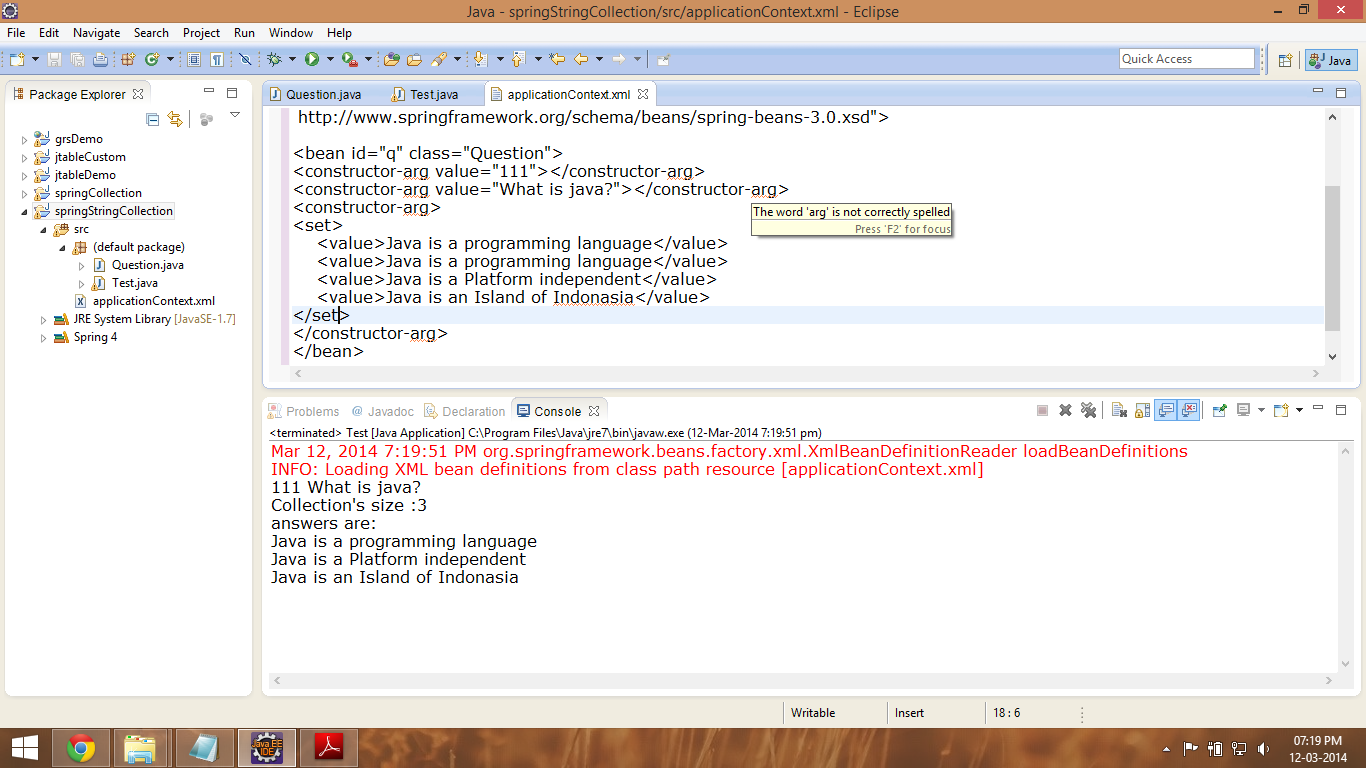 Java - springStringCollection/src/applicationContext.xml - Eclipse
File Edit Navigate Search Project Run Window Help
Quick Access
Java
Package Explorer
grsDemo
jtableCustom
jtableDemo
springCollection
springStringCollection
src
(default package)
Question.java
Test.java
applicationContext.xml
JRE System Library [JavaSE-1.7]
Spring 4
Question.java Test.java applicationContext.xml
http://www.springframework.org/schema/beans/spring-beans-3.0.xsd">
<bean id="q" class="Question">
<constructor-arg value="111"></constructor-arg>
<constructor-arg value="What is java?"></constructor-arg>
<constructor-arg>
<set>
<value>Java is a programming language</value>
<value>Java is a programming language</value>
<value>Java is a Platform independent</value>
<value>Java is an Island of Indonasia</value>
</set>
</constructor-arg>
</bean>
The word 'arg' is not correctly spelled
Press 'F2' for focus
Problems @ Javadoc Declaration Console
<terminated> Test [Java Application] C:\Program Files\Java\jre7\bin\javaw.exe (12-Mar-2014 7:19:51 pm)
Mar 12, 2014 7:19:51 PM org.springframework.beans.factory.xml.XmlBeanDefinitionReader loadBeanDefinitions
INFO: Loading XML bean definitions from class path resource [applicationContext.xml]
111 What is java?
Collection's size :3
answers are:
Java is a programming language
Java is a Platform independent
Java is an Island of Indonasia
Writable Insert 18 : 6
Java EE
IDE
07:19 PM
12-03-2014